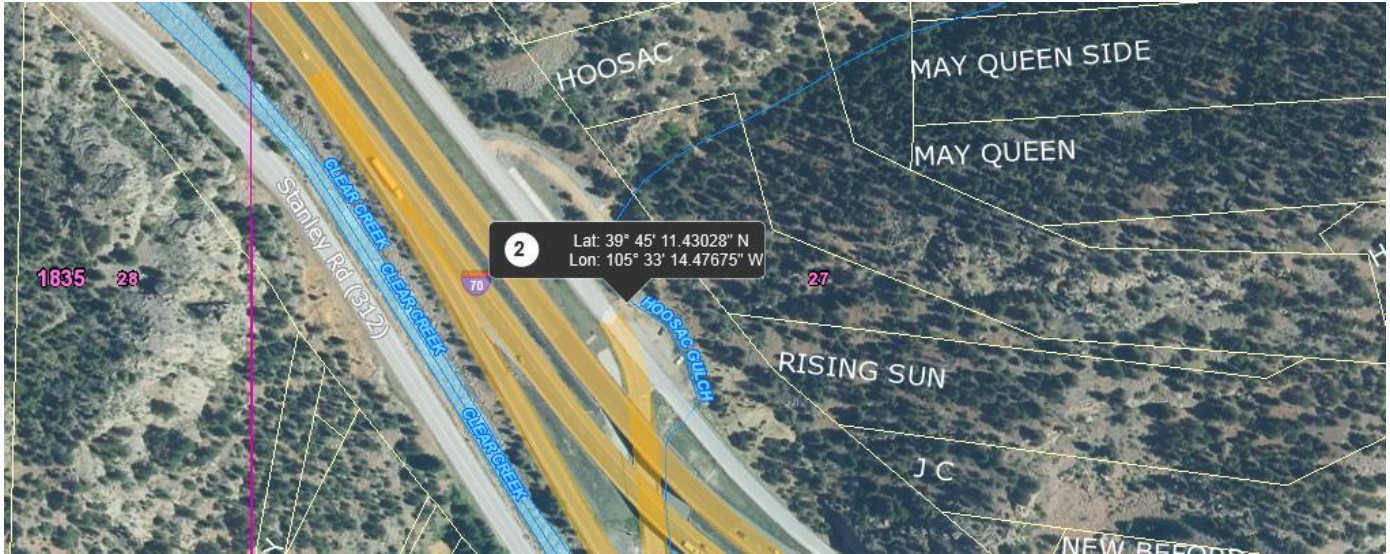 HOOSAC
MAY QUEEN SIDE
MAY QUEEN
CLEAR CREEK
Stanley Rd (312)
2
Lat: 39° 45' 11.43028" N
Lon: 105° 33' 14.47675" W
1835
28
CLEAR CREEK
70
27
HOOSAC GULCH
RISING SUN
CLEAR CREEK
J C